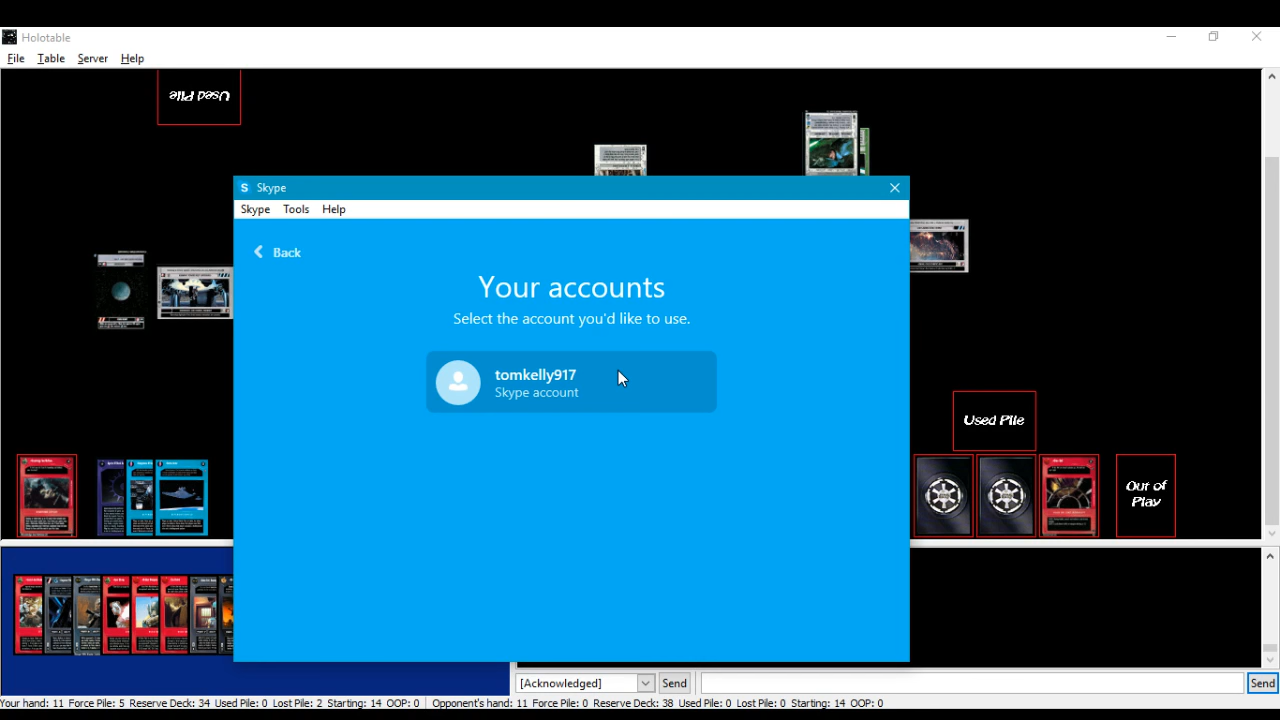 Holotable
File Table Server Help
Used Pile
S Skype
Skype Tools Help
Back
Your accounts
Select the account you'd like to use.
tomkelly917
Skype account
Used Pile
Out of
Play
[Acknowledged] Send Send
Your hand: 11 Force Pile: 5 Reserve Deck: 34 Used Pile: 0 Lost Pile: 2 Starting: 14 OOP: 0 Opponent's hand: 11 Force Pile: 0 Reserve Deck: 38 Used Pile: 0 Lost Pile: 0 Starting: 14 OOP: 0